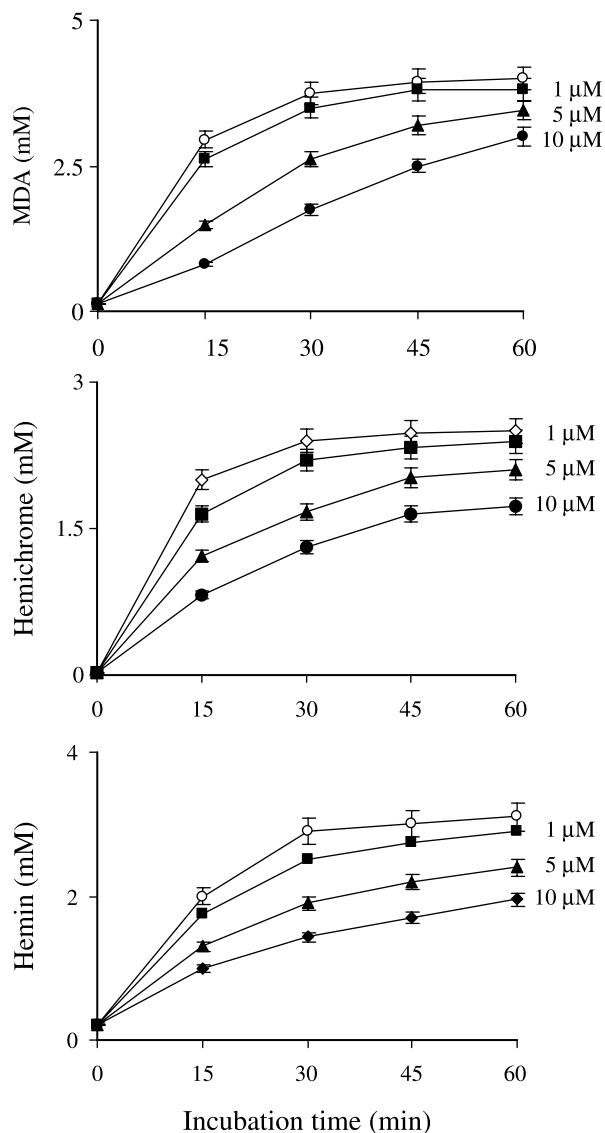 5
2.5
0
MDA (mM)
1 μM
5 μM
10 μM
0 15 30 45 60
3
1.5
0
Hemichrome (mM)
1 μM
5 μM
10 μM
0 15 30 45 60
4
2
0
Hemin (mM)
1 μM
5 μM
10 μM
0 15 30 45 60
Incubation time (min)